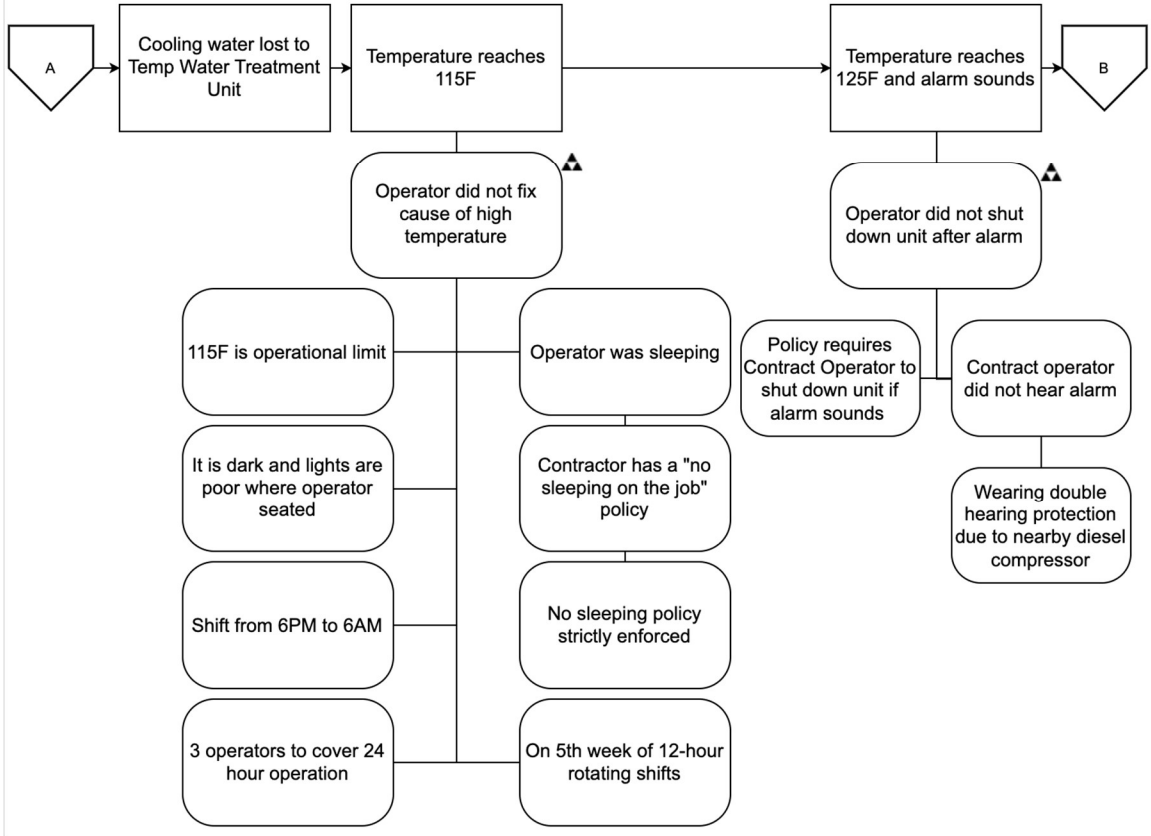 A
Cooling water lost to
Temp Water Treatment
Unit
Temperature reaches
115F
Temperature reaches
125F and alarm sounds
B
Operator did not fix
cause of high
temperature
Operator did not shut
down unit after alarm
115F is operational limit
Operator was sleeping
Policy requires
Contract Operator to
shut down unit if
alarm sounds
Contract operator
did not hear alarm
It is dark and lights are
poor where operator
seated
Contractor has a "no
sleeping on the job"
policy
Wearing double
hearing protection
due to nearby diesel
compressor
Shift from 6PM to 6AM
No sleeping policy
strictly enforced
3 operators to cover 24
hour operation
On 5th week of 12-hour
rotating shifts